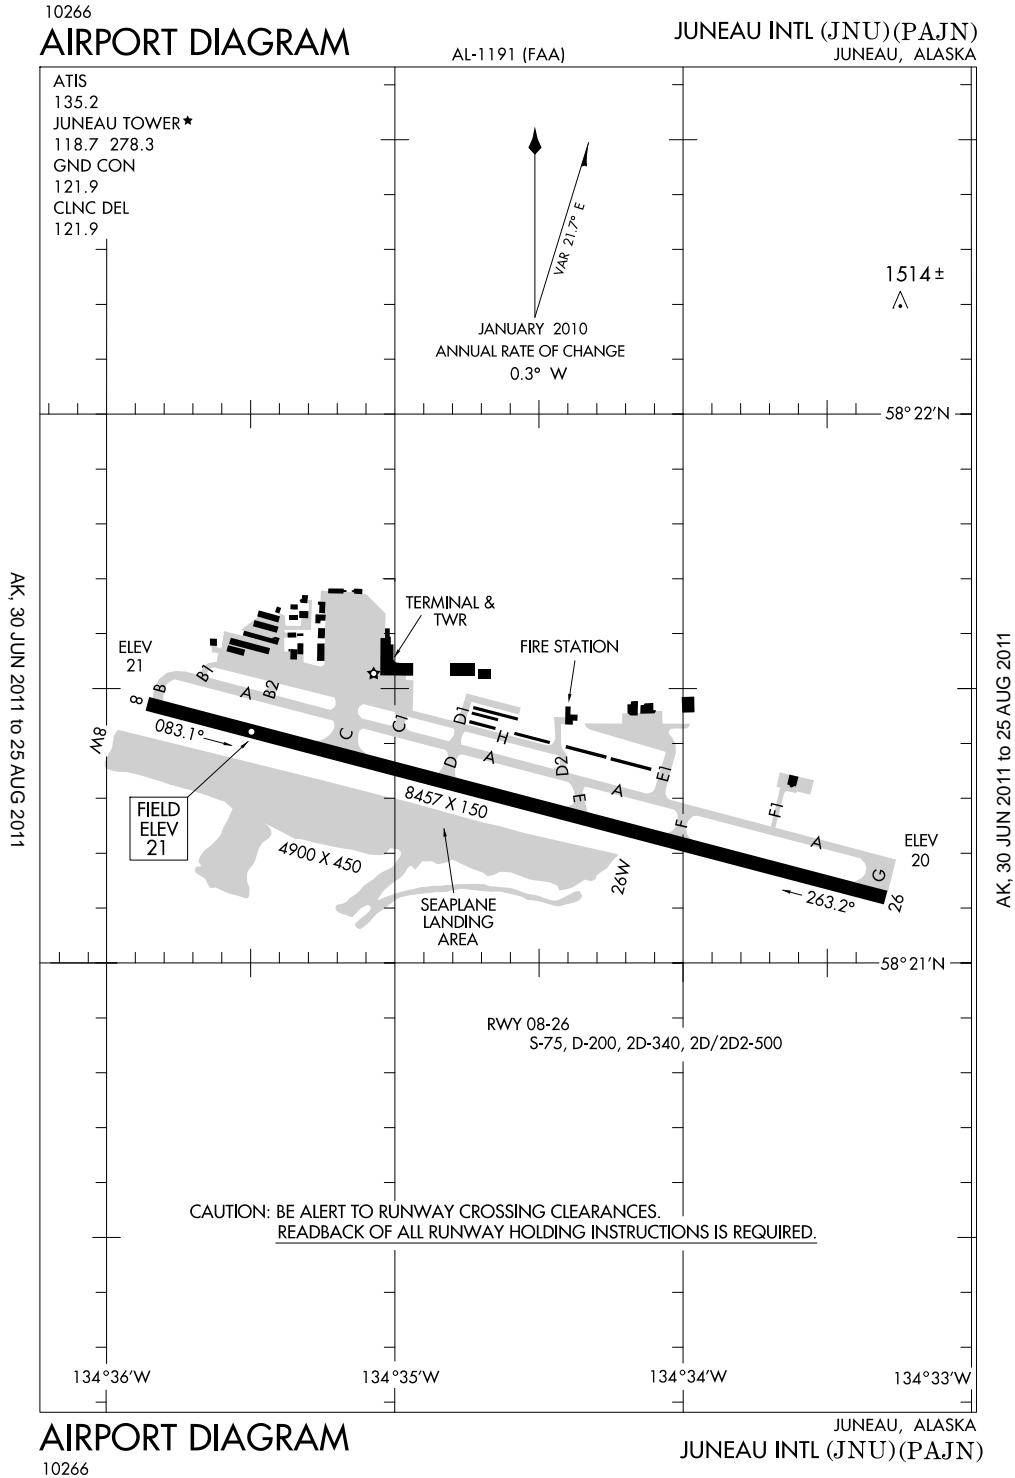 10266
AIRPORT DIAGRAM
AL-1191 (FAA)
JUNEAU INTL (JNU)(PAJN)
JUNEAU, ALASKA
ATIS
135.2
JUNEAU TOWER★
118.7 278.3
GND CON
121.9
CLNC DEL
121.9
VAR 21.7° E
JANUARY 2010
ANNUAL RATE OF CHANGE
0.3° W
1514±
58°22'N
AK, 30 JUN 2011 to 25 AUG 2011
AK, 30 JUN 2011 to 25 AUG 2011
TERMINAL &
TWR
FIRE STATION
ELEV
21
8
B
B1
A
B2
C
C1
D1
H
D
A
D2
E
A
E1
F
F1
A
G
26
083.1°
8W
8457 X 150
FIELD
ELEV
21
4900 X 450
26W
SEAPLANE
LANDING
AREA
ELEV
20
263.2°
58°21'N
RWY 08-26
S-75, D-200, 2D-340, 2D/2D2-500
CAUTION: BE ALERT TO RUNWAY CROSSING CLEARANCES.
READBACK OF ALL RUNWAY HOLDING INSTRUCTIONS IS REQUIRED.
134°36'W
134°35'W
134°34'W
134°33'W
AIRPORT DIAGRAM
10266
JUNEAU, ALASKA
JUNEAU INTL (JNU)(PAJN)